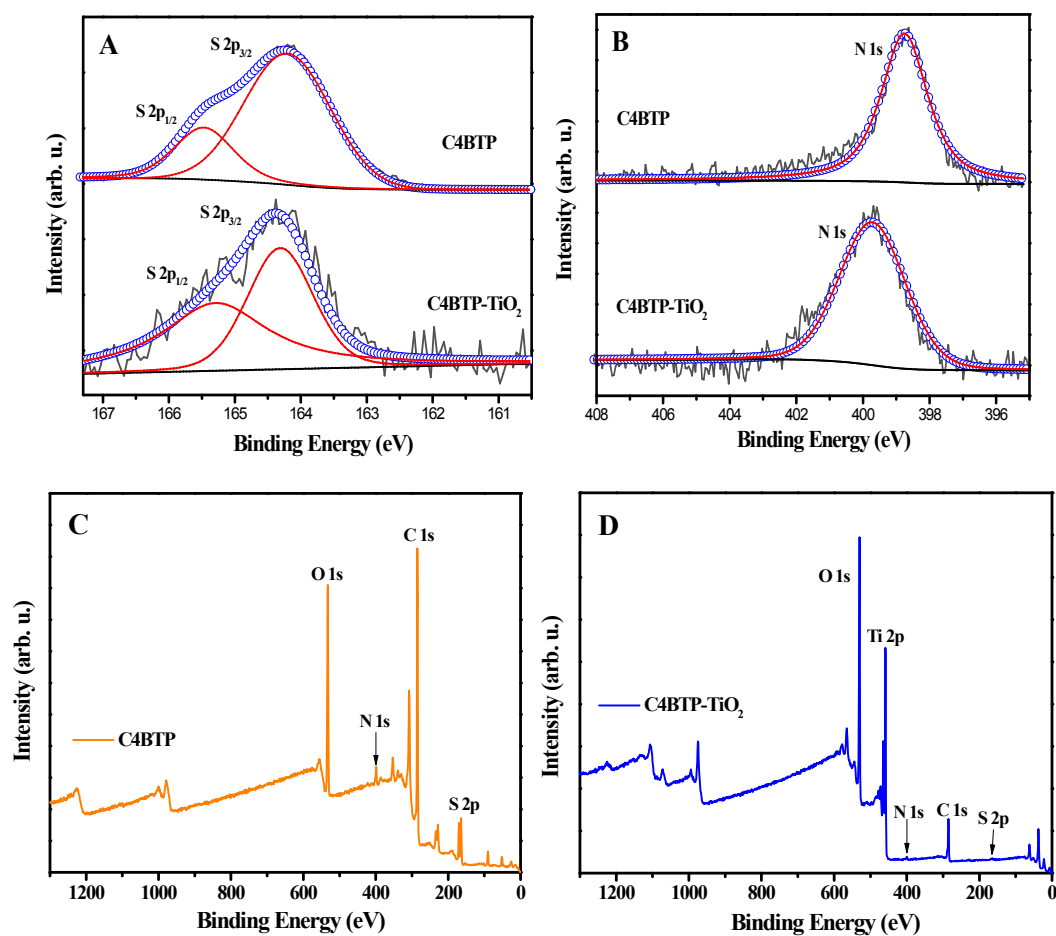 A
S 2p3/2
S 2p1/2
C4BTP
S 2p3/2
S 2p1/2
C4BTP-TiO2
Intensity (arb. u.)
167 166 165 164 163 162 161
Binding Energy (eV)
B
N 1s
C4BTP
N 1s
C4BTP-TiO2
Intensity (arb. u.)
408 406 404 402 400 398 396
Binding Energy (eV)
C
C 1s
O 1s
N 1s
C4BTP
S 2p
Intensity (arb. u.)
1200 1000 800 600 400 200 0
Binding Energy (eV)
D
O 1s
Ti 2p
C4BTP-TiO2
N 1s
C 1s
S 2p
Intensity (arb. u.)
1200 1000 800 600 400 200 0
Binding Energy (eV)